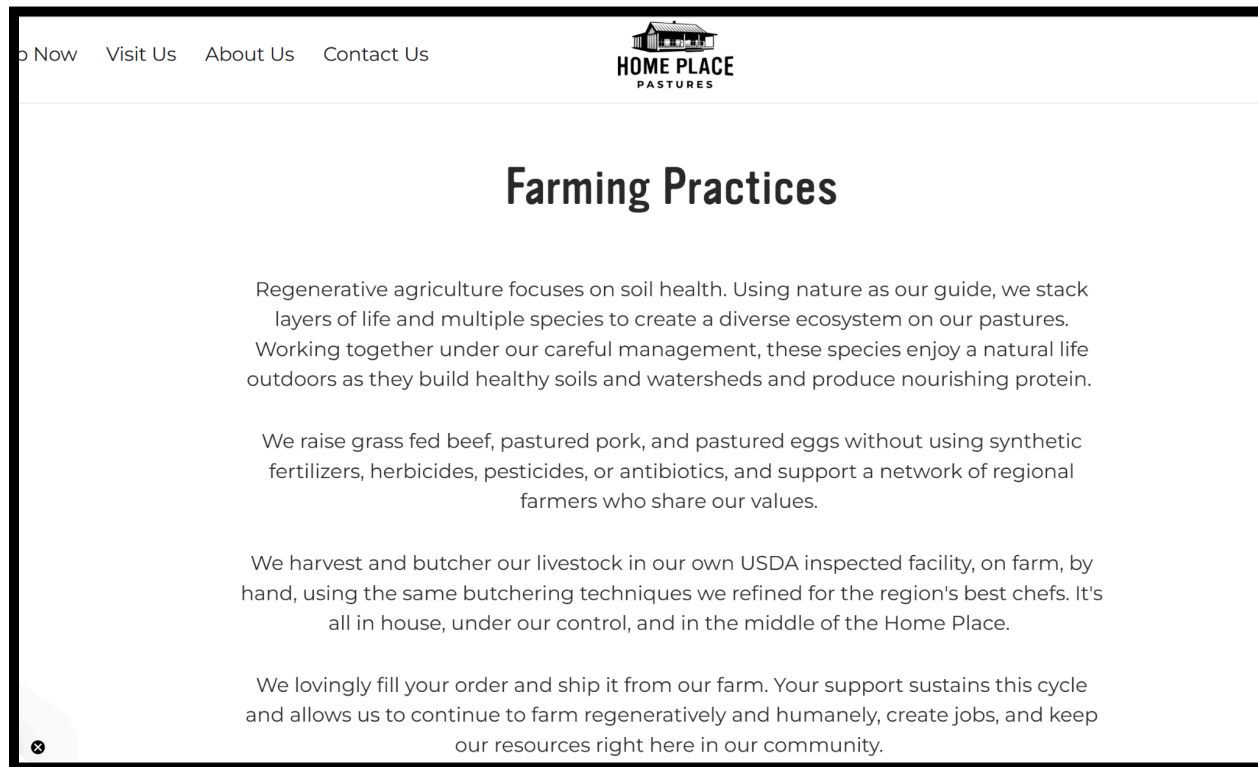 Now Visit Us About Us Contact Us
HOME PLACE
PASTURES
Farming Practices
Regenerative agriculture focuses on soil health. Using nature as our guide, we stack
layers of life and multiple species to create a diverse ecosystem on our pastures.
Working together under our careful management, these species enjoy a natural life
outdoors as they build healthy soils and watersheds and produce nourishing protein.
We raise grass fed beef, pastured pork, and pastured eggs without using synthetic
fertilizers, herbicides, pesticides, or antibiotics, and support a network of regional
farmers who share our values.
We harvest and butcher our livestock in our own USDA inspected facility, on farm, by
hand, using the same butchering techniques we refined for the region's best chefs. It's
all in house, under our control, and in the middle of the Home Place.
We lovingly fill your order and ship it from our farm. Your support sustains this cycle
and allows us to continue to farm regeneratively and humanely, create jobs, and keep
our resources right here in our community.